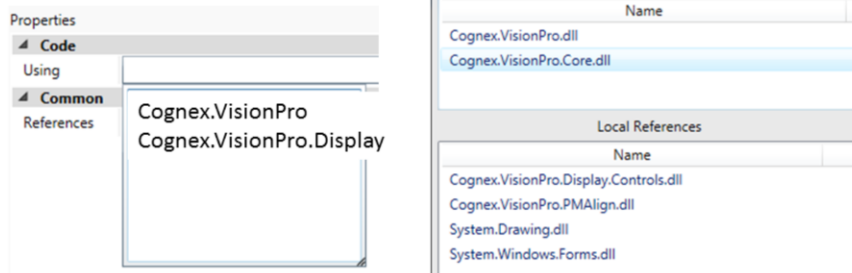 Properties
Code
Using
Common
References
Cognex.VisionPro
Cognex.VisionPro.Display
Name
Cognex.VisionPro.dll
Cognex.VisionPro.Core.dll
Local References
Name
Cognex.VisionPro.Display.Controls.dll
Cognex.VisionPro.PMAlign.dll
System.Drawing.dll
System.Windows.Forms.dll